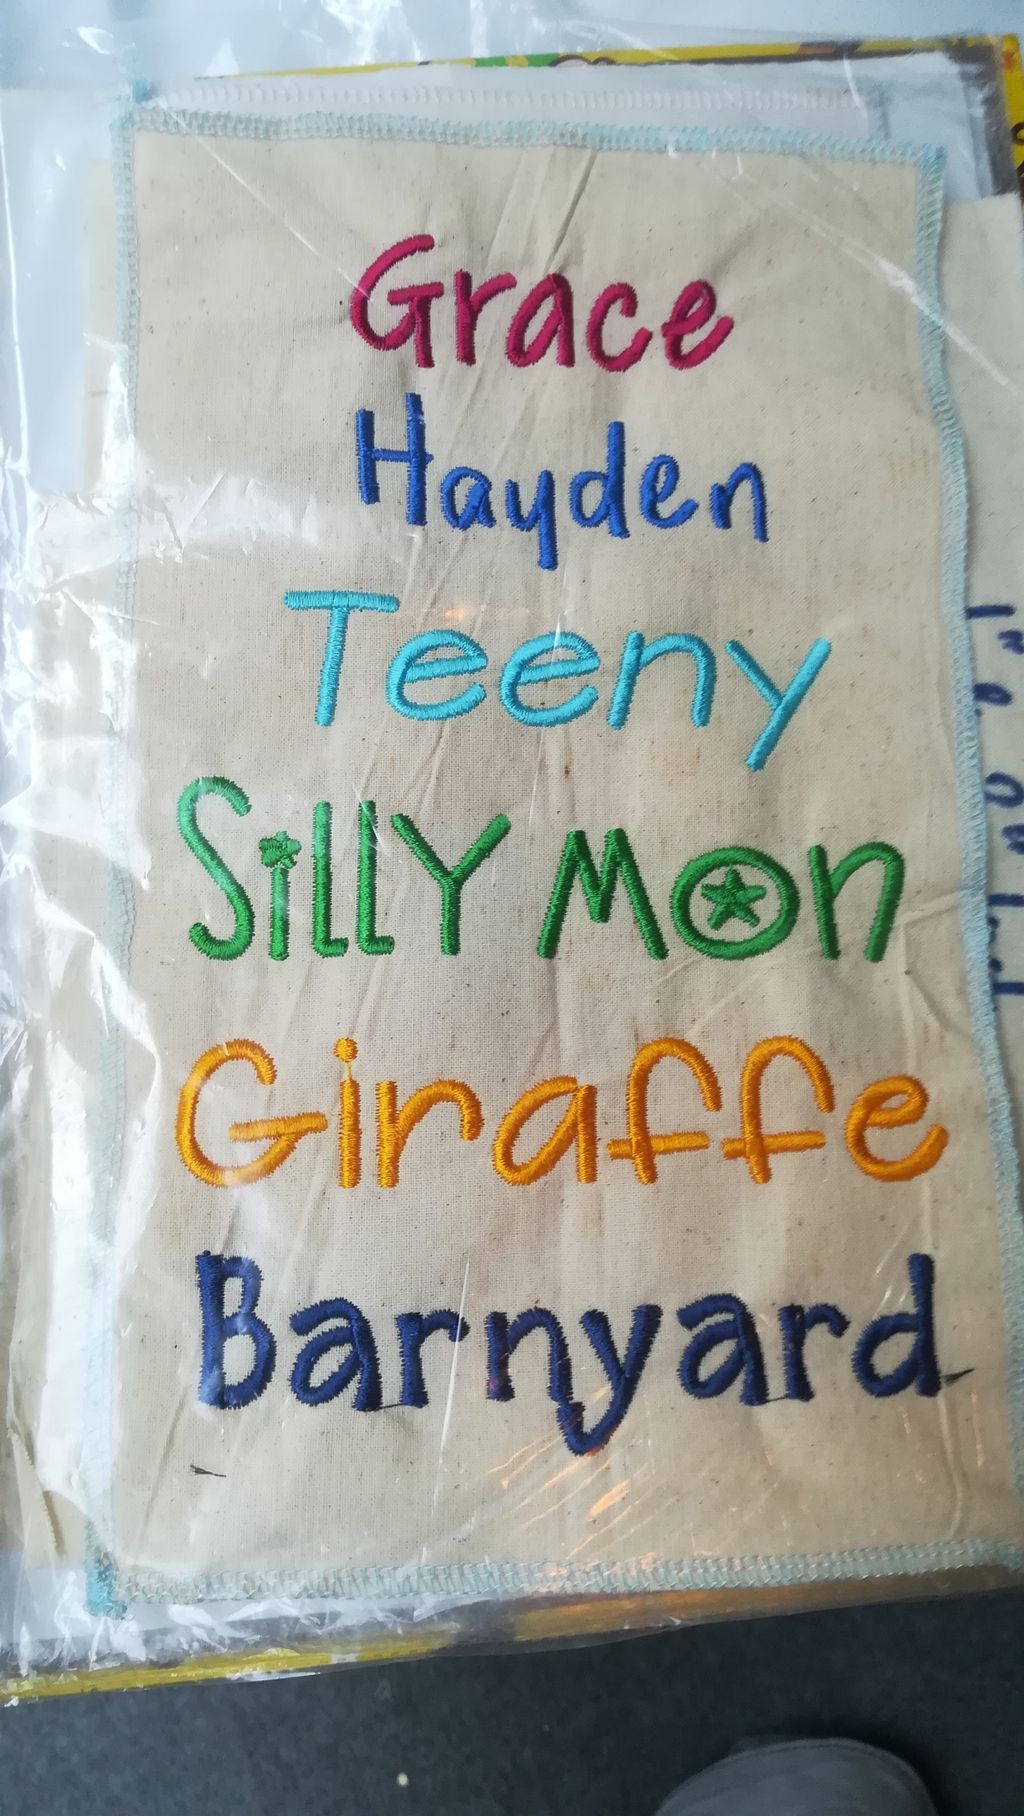 Grace
Hayden
Teeny
SiLLY MOn
Giraffe
Barnyard